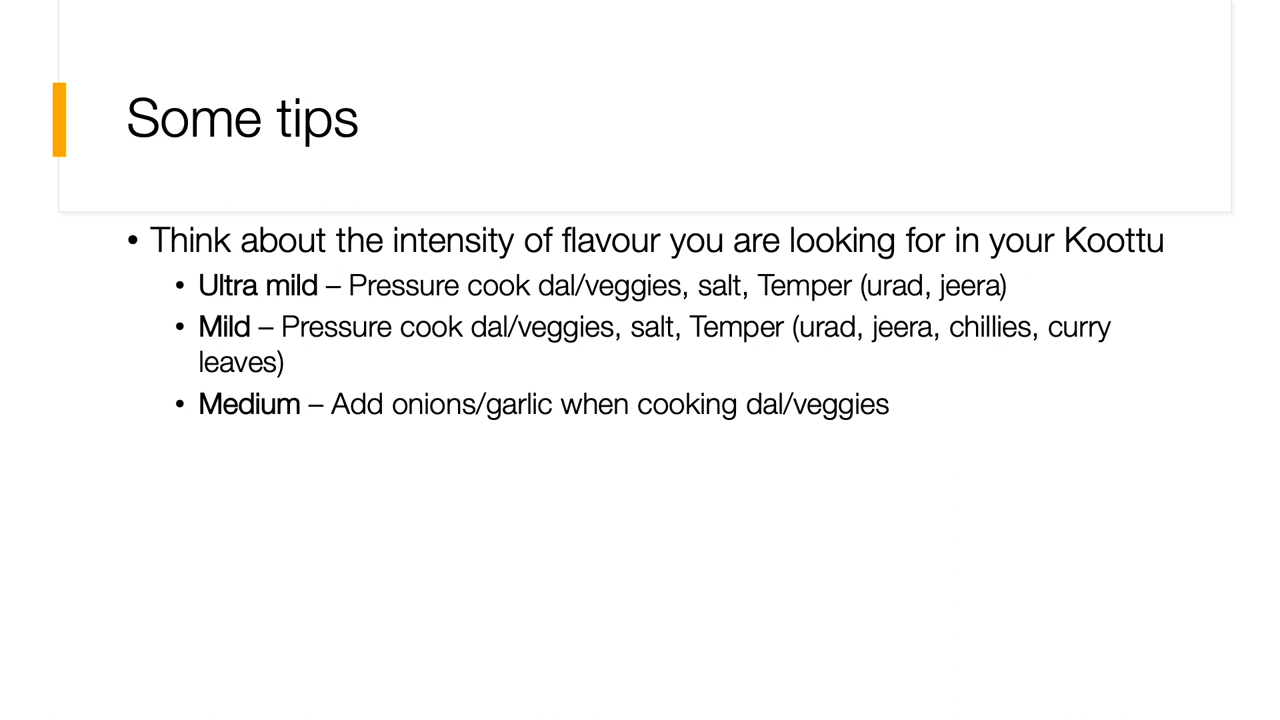 Some tips
• Think about the intensity of flavour you are looking for in your Koottu
• Ultra mild – Pressure cook dal/veggies, salt, Temper (urad, jeera)
• Mild – Pressure cook dal/veggies, salt, Temper (urad, jeera, chillies, curry
leaves)
• Medium – Add onions/garlic when cooking dal/veggies